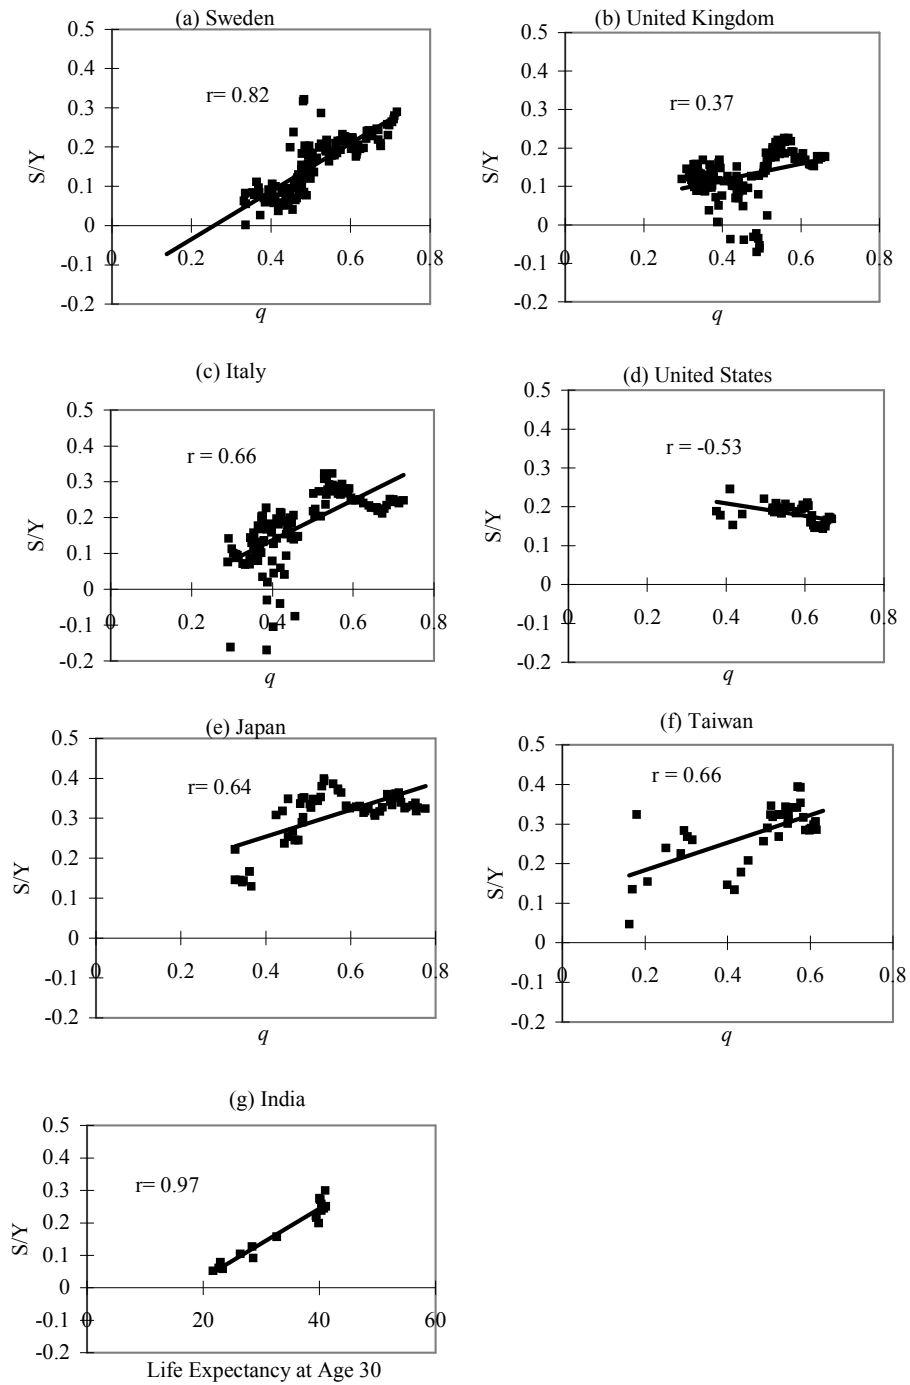 (a) Sweden
0.5
0.4
0.3
0.2
0.1
0
-0.1
-0.2
S/Y
r= 0.82
0 0.2 0.4 0.6 0.8
q
(b) United Kingdom
0.5
0.4
0.3
0.2
0.1
0
-0.1
-0.2
S/Y
r= 0.37
0 0.2 0.4 0.6 0.8
q
(c) Italy
0.5
0.4
0.3
0.2
0.1
0
-0.1
-0.2
S/Y
r = 0.66
0 0.2 0.4 0.6 0.8
q
(d) United States
0.5
0.4
0.3
0.2
0.1
0
-0.1
-0.2
S/Y
r = -0.53
0 0.2 0.4 0.6 0.8
q
(e) Japan
0.5
0.4
0.3
0.2
0.1
0
-0.1
-0.2
S/Y
r= 0.64
0 0.2 0.4 0.6 0.8
q
(f) Taiwan
0.5
0.4
0.3
0.2
0.1
0
-0.1
-0.2
S/Y
r = 0.66
0 0.2 0.4 0.6 0.8
q
(g) India
0.5
0.4
0.3
0.2
0.1
0
-0.1
-0.2
S/Y
r= 0.97
0 20 40 60
Life Expectancy at Age 30